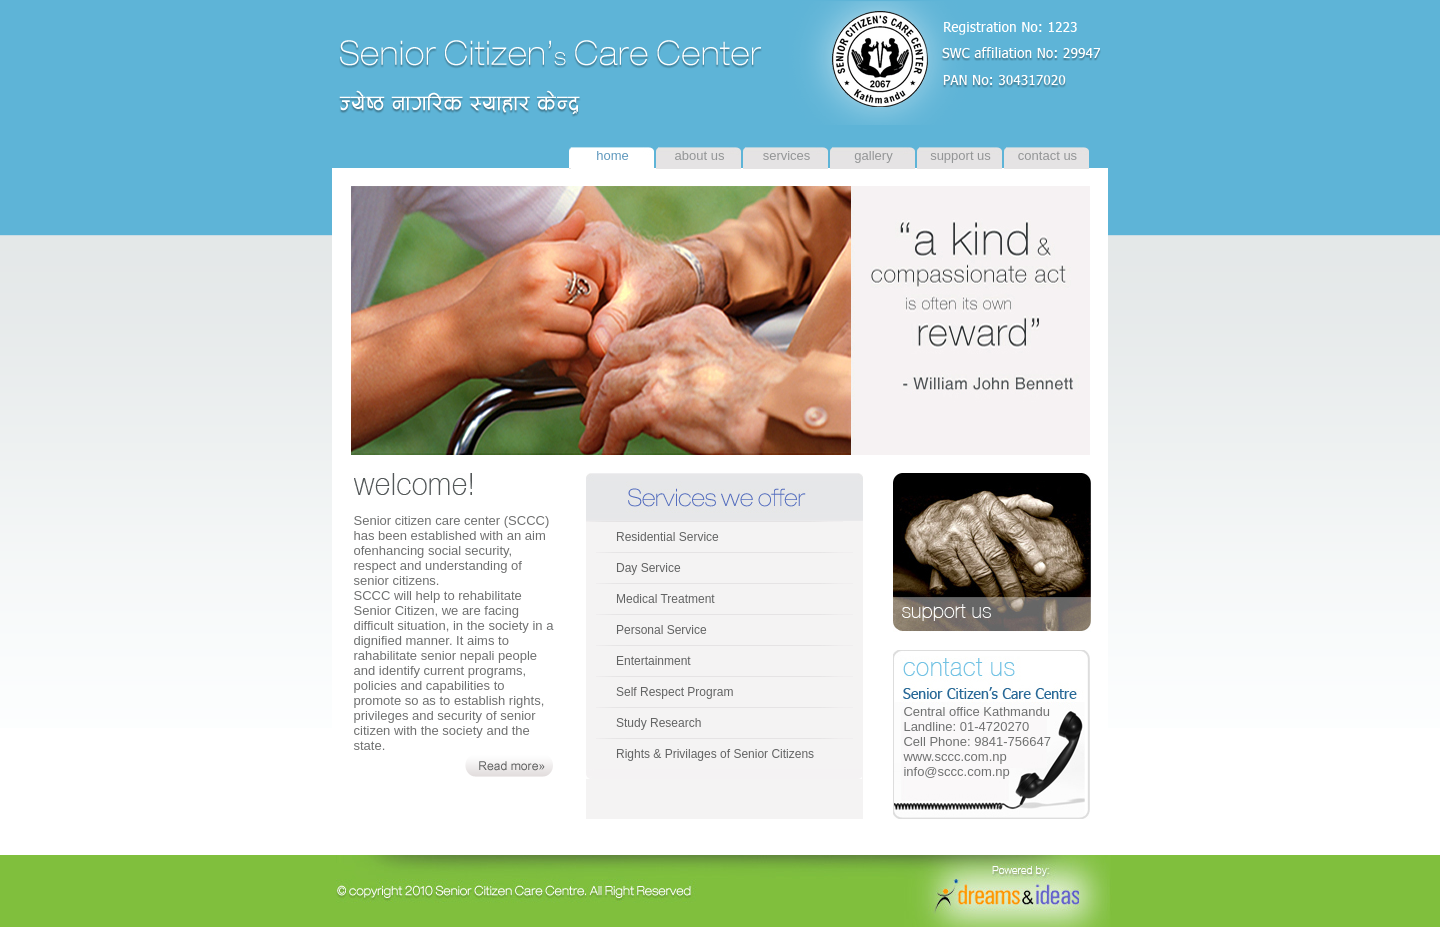 Senior Citizen's Care Center
ज्येष्ठ नागरिक स्याहार केन्द्र
SENIOR CITIZEN'S CARE CENTER
2067
Kathmandu
Registration No: 1223
SWC affiliation No: 29947
PAN No: 304317020
home
about us
services
gallery
support us
contact us
“a kind &
compassionate act
is often its own
reward”
- William John Bennett
welcome!
Senior citizen care center (SCCC)
has been established with an aim
ofenhancing social security,
respect and understanding of
senior citizens.
SCCC will help to rehabilitate
Senior Citizen, we are facing
difficult situation, in the society in a
dignified manner. It aims to
rahabilitate senior nepali people
and identify current programs,
policies and capabilities to
promote so as to establish rights,
privileges and security of senior
citizen with the society and the
state.
Read more»
Services we offer
Residential Service
Day Service
Medical Treatment
Personal Service
Entertainment
Self Respect Program
Study Research
Rights & Privilages of Senior Citizens
support us
contact us
Senior Citizen's Care Centre
Central office Kathmandu
Landline: 01-4720270
Cell Phone: 9841-756647
www.sccc.com.np
info@sccc.com.np
© copyright 2010 Senior Citizen Care Centre. All Right Reserved
Powered by:
dreams&ideas